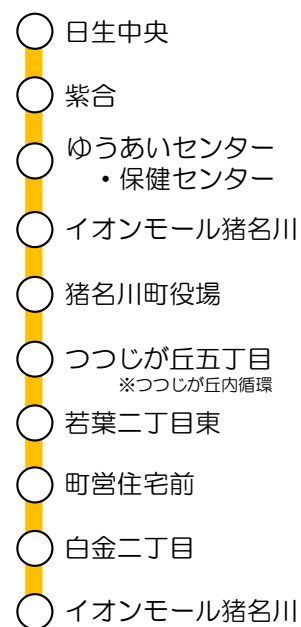 日生中央
紫合
ゆうあいセンター
・保健センター
イオンモール猪名川
猪名川町役場
つつじが丘五丁目
※つつじが丘内循環
若葉二丁目東
町営住宅前
白金二丁目
イオンモール猪名川